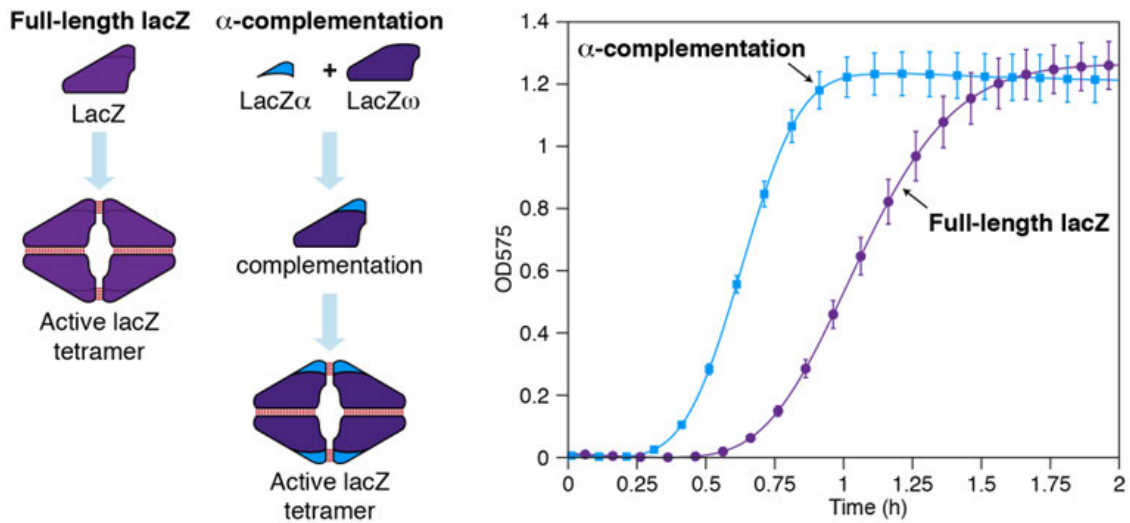 Full-length lacZ
LacZ
Active lacZ
tetramer
α-complementation
+
LacZα
LacZω
complementation
Active lacZ
tetramer
1.4
1.2
1
0.8
0.6
0.4
0.2
0
OD575
α-complementation
Full-length lacZ
0 0.25 0.5 0.75 1 1.25 1.5 1.75 2
Time (h)